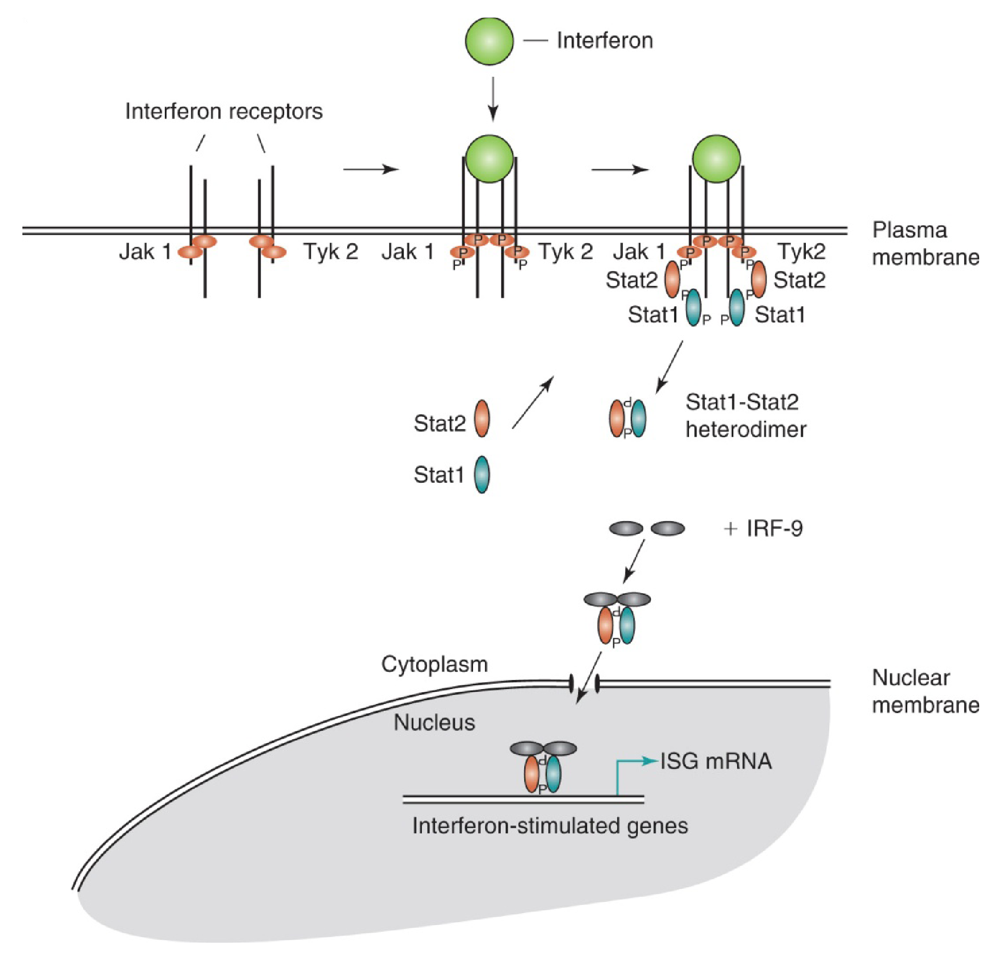 Interferon
Interferon receptors
Plasma
membrane
Jak 1
Tyk 2
Jak 1
P
P
P
P
P
P
Tyk 2
Jak 1
P
P
P
P
P
P
Tyk2
Stat2
Stat2
P
P
Stat1
P
P
Stat1
Stat2
P
P
Stat1-Stat2
heterodimer
Stat1
+ IRF-9
P
P
Cytoplasm
Nuclear
membrane
Nucleus
P
P
ISG mRNA
Interferon-stimulated genes